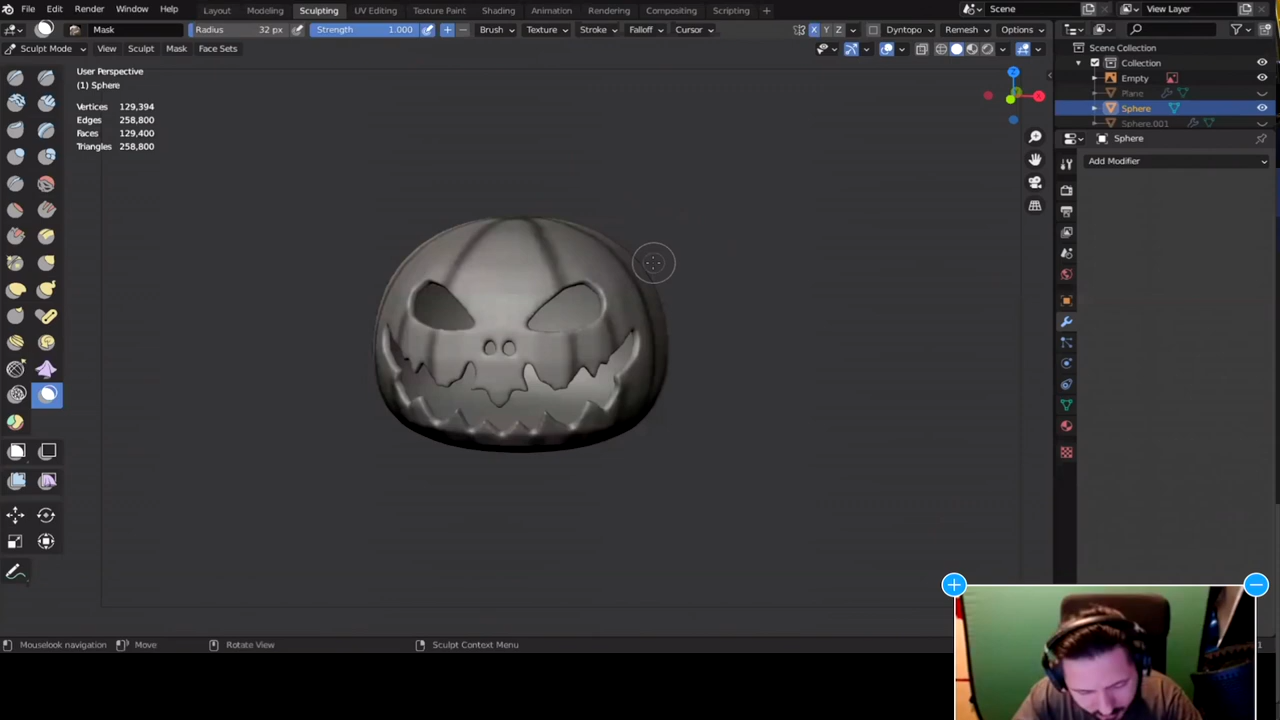 File Edit Render Window Help Layout Modeling Sculpting UV Editing Texture Paint Shading Animation Rendering Compositing Scripting + Scene View Layer
Mask Radius 32 px Strength 1.000 + − Brush Texture Stroke Falloff Cursor X Y Z Dyntopo Remesh Options
Sculpt Mode View Sculpt Mask Face Sets
Scene Collection
Collection
Empty
Plane
Sphere
Sphere.001
Sphere
Add Modifier
User Perspective
(1) Sphere
Vertices 129,394
Edges 258,800
Faces 129,400
Triangles 258,800
Z
Mouselook navigation Move Rotate View Sculpt Context Menu